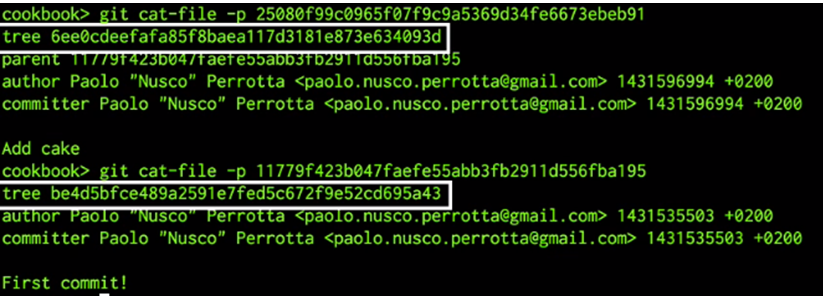 cookbook> git cat-file -p 25080f99c0965f07f9c9a5369d34fe6673ebeb91
tree 6ee0cdeefafa85f8baea117d3181e873e634093d
parent 11779f423b047faefe55abb3fb2911d556fba195
author Paolo "Nusco" Perrotta <paolo.nusco.perrotta@gmail.com> 1431596994 +0200
committer Paolo "Nusco" Perrotta <paolo.nusco.perrotta@gmail.com> 1431596994 +0200
Add cake
cookbook> git cat-file -p 11779f423b047faefe55abb3fb2911d556fba195
tree be4d5bfce489a2591e7fed5c672f9e52cd695a43
author Paolo "Nusco" Perrotta <paolo.nusco.perrotta@gmail.com> 1431535503 +0200
committer Paolo "Nusco" Perrotta <paolo.nusco.perrotta@gmail.com> 1431535503 +0200
First commit!